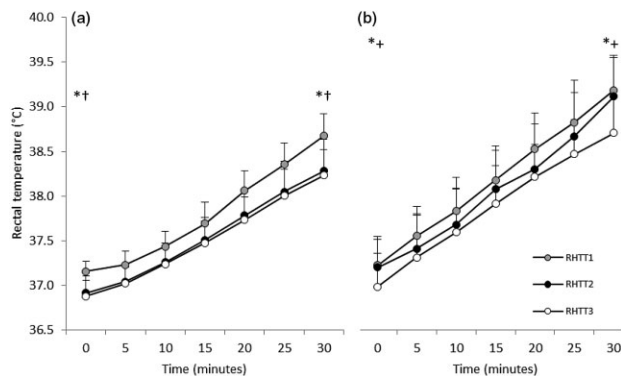 (a)
(b)
40.0
39.5
39.0
38.5
38.0
37.5
37.0
36.5
Rectal temperature (°C)
*† *† *+ *+
RHTT1
RHTT2
RHTT3
0 5 10 15 20 25 30 0 5 10 15 20 25 30
Time (minutes) Time (minutes)